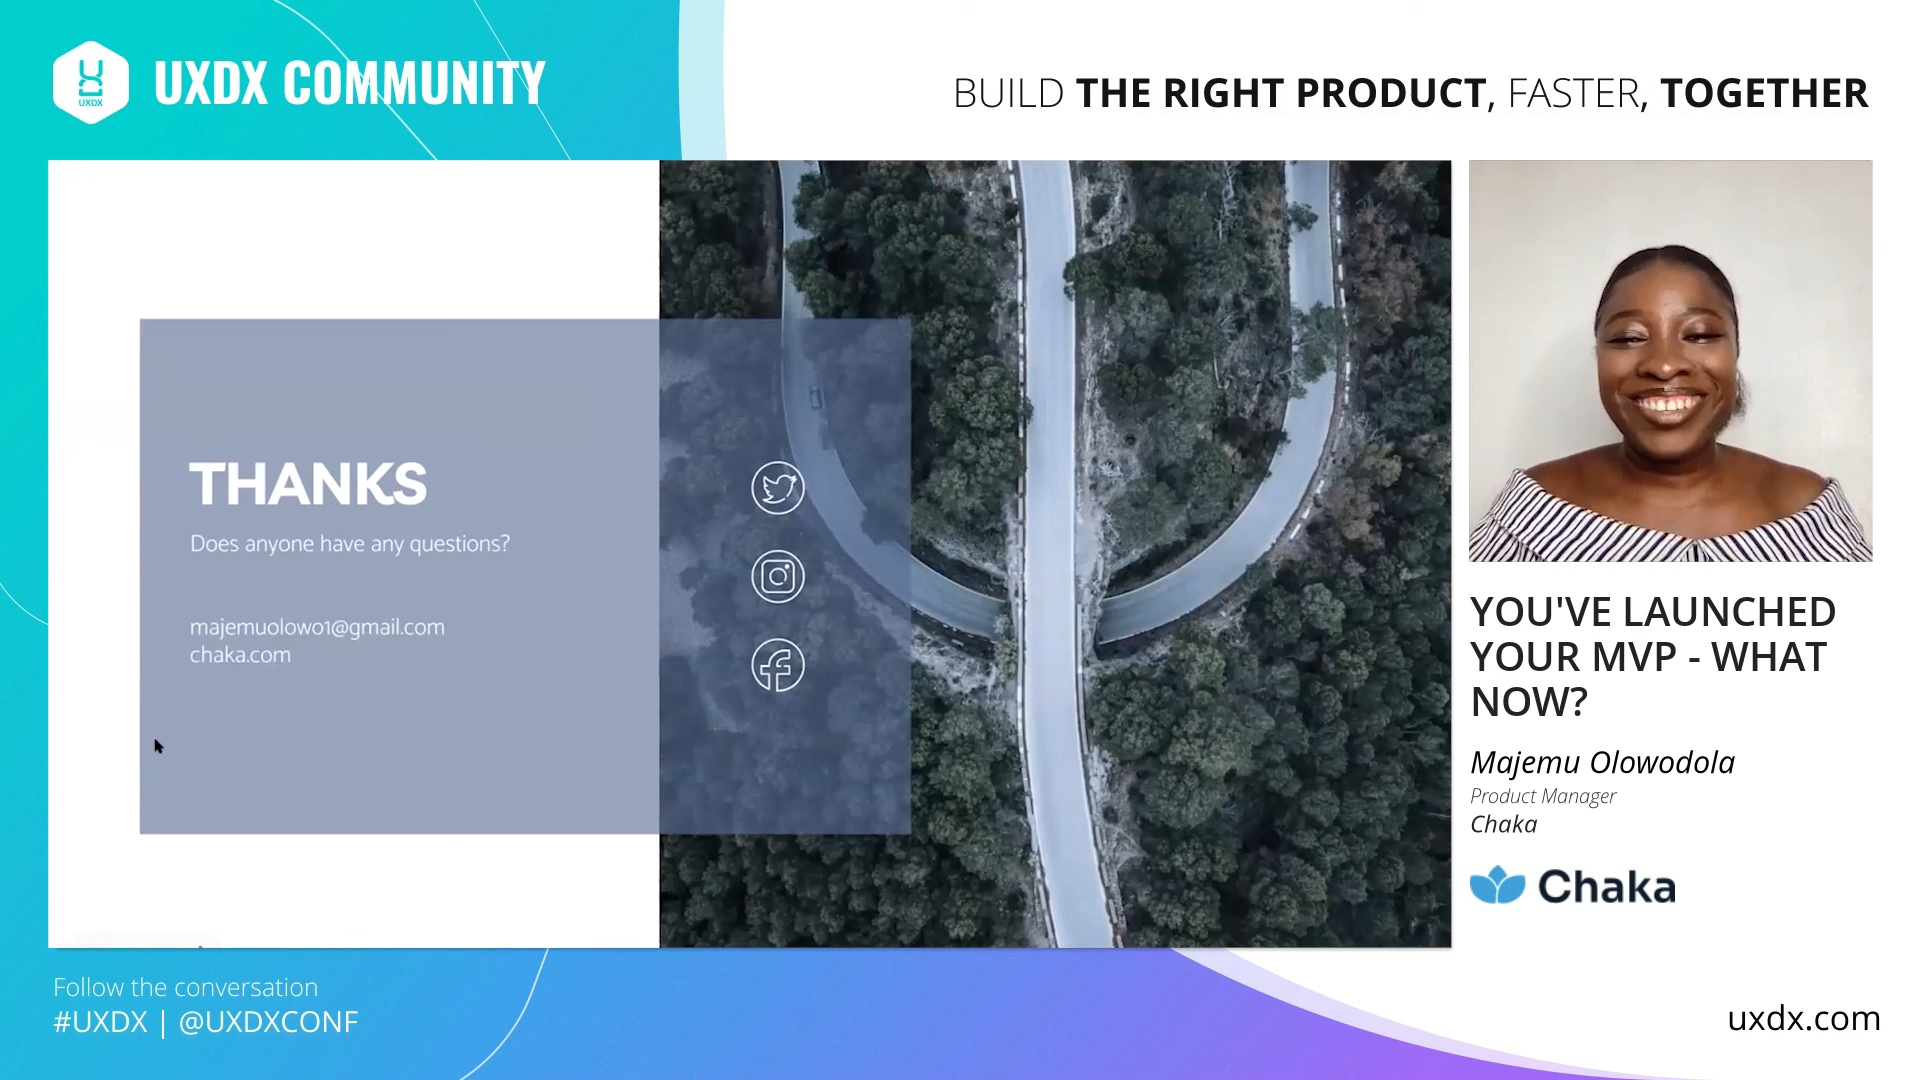 UXDX
UXDX COMMUNITY
BUILD THE RIGHT PRODUCT, FASTER, TOGETHER
THANKS
Does anyone have any questions?
majemuolowo1@gmail.com
chaka.com
YOU'VE LAUNCHED
YOUR MVP - WHAT
NOW?
Majemu Olowodola
Product Manager
Chaka
Chaka
Follow the conversation
#UXDX | @UXDXCONF
uxdx.com